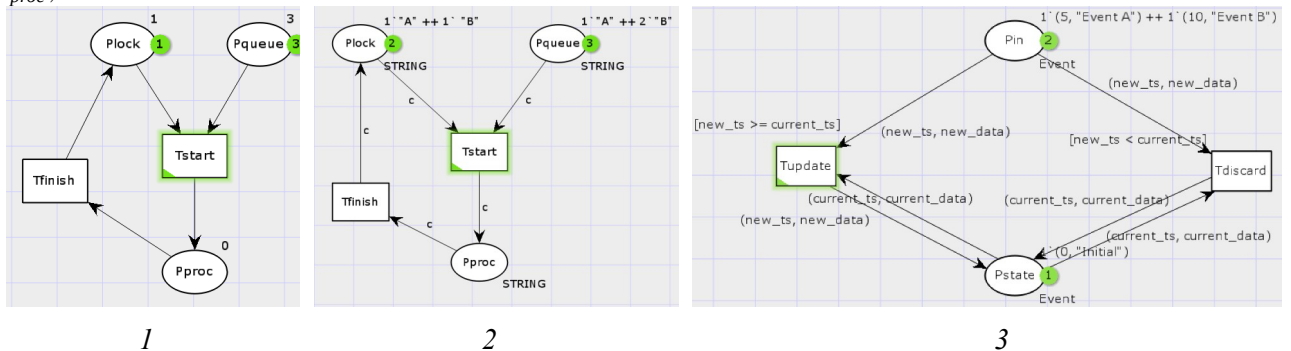 proc)
1
3
Plock
1
Pqueue
3
Tstart
Tfinish
0
Pproc
1
1`"A" ++ 1` "B"
1`"A" ++ 2`"B"
Plock
2
STRING
Pqueue
3
STRING
c
c
c
Tstart
Tfinish
c
c
Pproc
STRING
2
1`(5, "Event A") ++ 1`(10, "Event B")
Pin
2
Event
(new_ts, new_data)
[new_ts >= current_ts]
(new_ts, new_data)
[new_ts < current_ts]
Tupdate
Tdiscard
(current_ts, current_data)
(current_ts, current_data)
(new_ts, new_data)
(current_ts, current_data)
1`(0, "Initial")
Pstate
1
Event
3